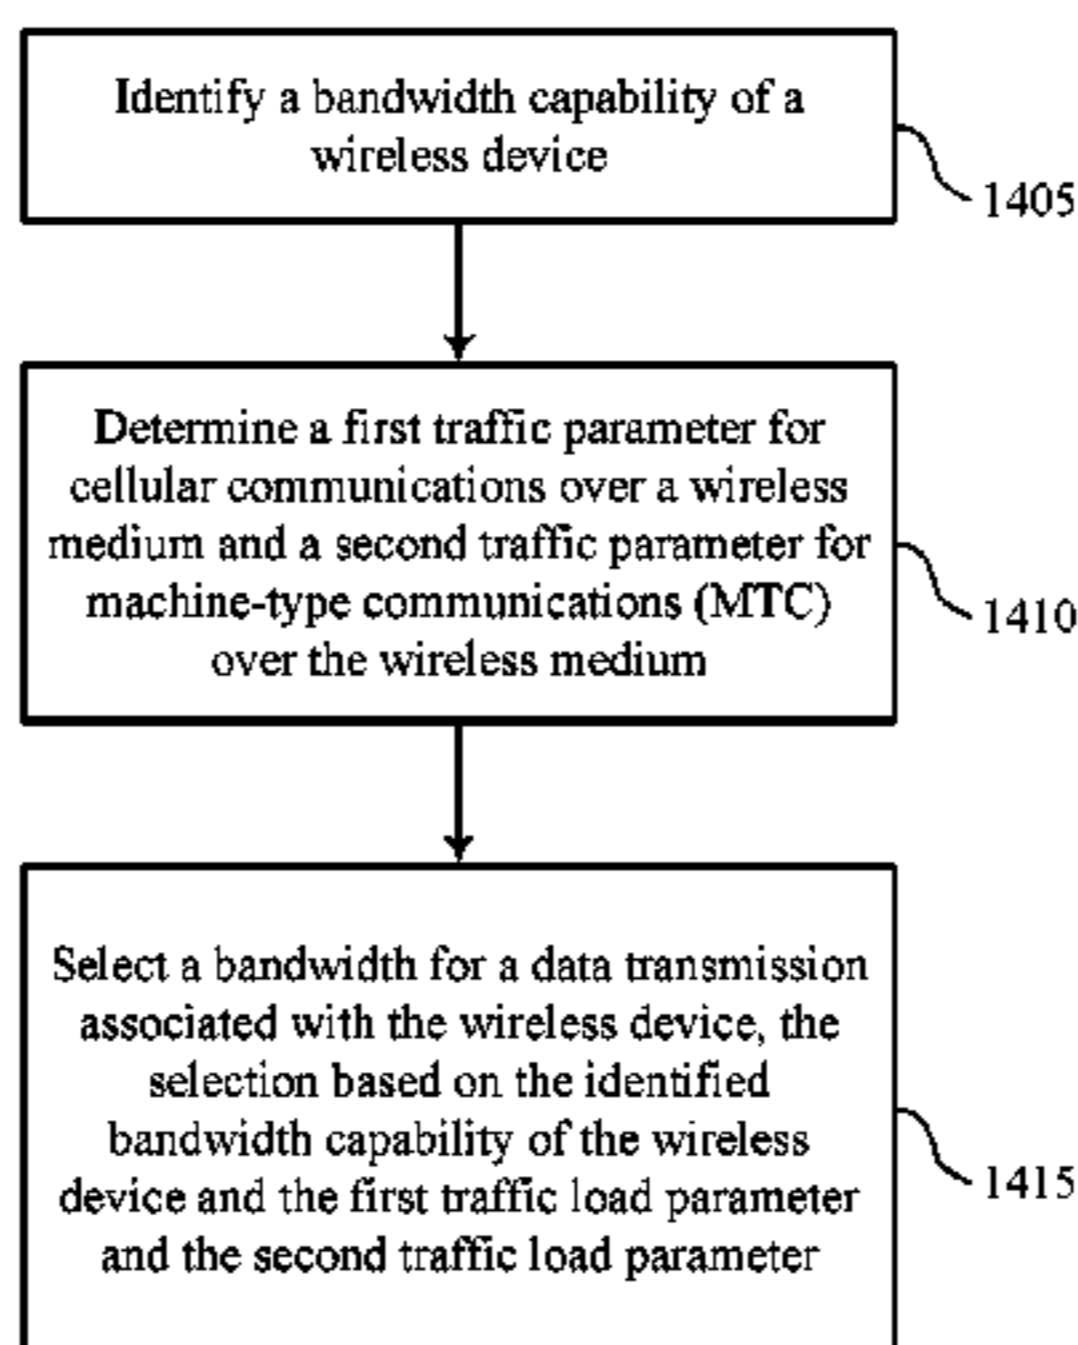 Identify a bandwidth capability of a
wireless device
1405
Determine a first traffic parameter for
cellular communications over a wireless
medium and a second traffic parameter for
machine-type communications (MTC)
over the wireless medium
1410
Select a bandwidth for a data transmission
associated with the wireless device, the
selection based on the identified
bandwidth capability of the wireless
device and the first traffic load parameter
and the second traffic load parameter
1415